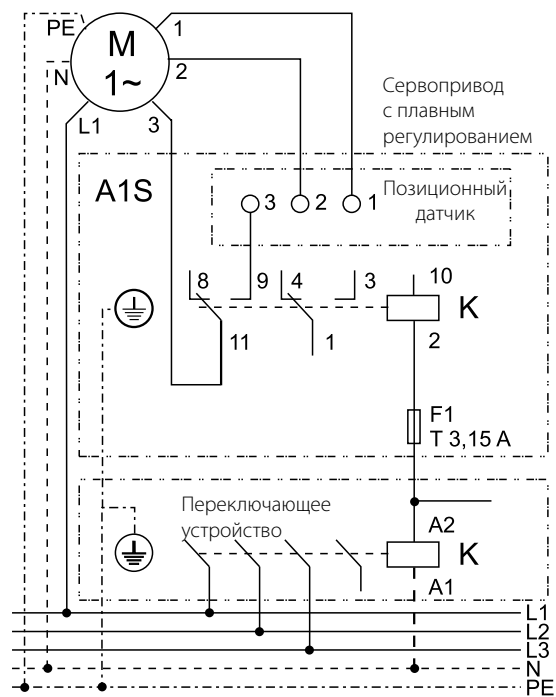 PE
1
M
1~
2
N
L1
3
Сервопривод
с плавным
регулированием
A1S
Позиционный
датчик
3
2
1
8
9
4
3
10
K
11
1
2
F1
T 3,15 A
Переключающее
устройство
A2
K
A1
L1
L2
L3
N
PE